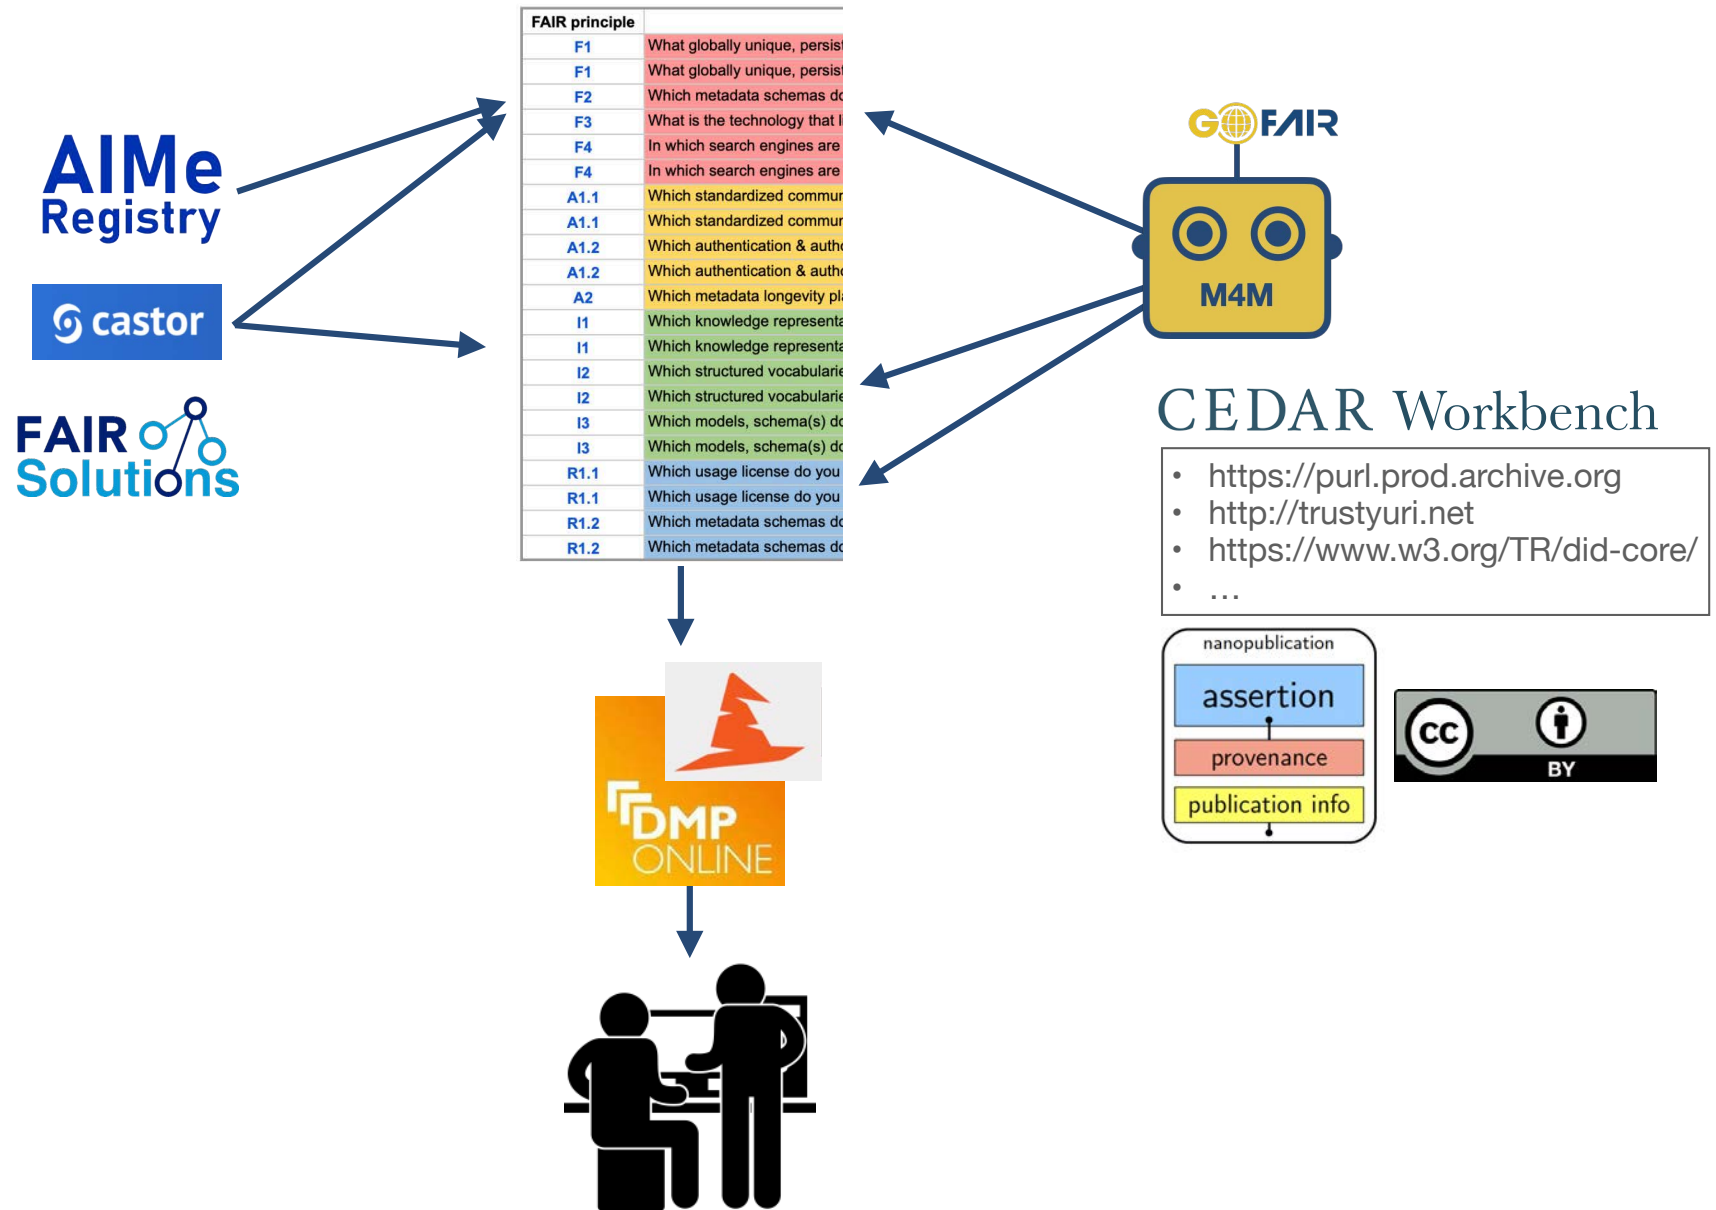 AIMe
Registry
castor
FAIR
Solutions
FAIR principle
F1 What globally unique, persist
F1 What globally unique, persist
F2 Which metadata schemas do
F3 What is the technology that l
F4 In which search engines are
F4 In which search engines are
A1.1 Which standardized commun
A1.1 Which standardized commun
A1.2 Which authentication & autho
A1.2 Which authentication & autho
A2 Which metadata longevity pla
I1 Which knowledge representa
I1 Which knowledge representa
I2 Which structured vocabularie
I2 Which structured vocabularie
I3 Which models, schema(s) do
I3 Which models, schema(s) do
R1.1 Which usage license do you
R1.1 Which usage license do you
R1.2 Which metadata schemas do
R1.2 Which metadata schemas do
DMP
ONLINE
GO FAIR
M4M
CEDAR Workbench
• https://purl.prod.archive.org
• http://trustyuri.net
• https://www.w3.org/TR/did-core/
• …
nanopublication
assertion
provenance
publication info
cc
BY